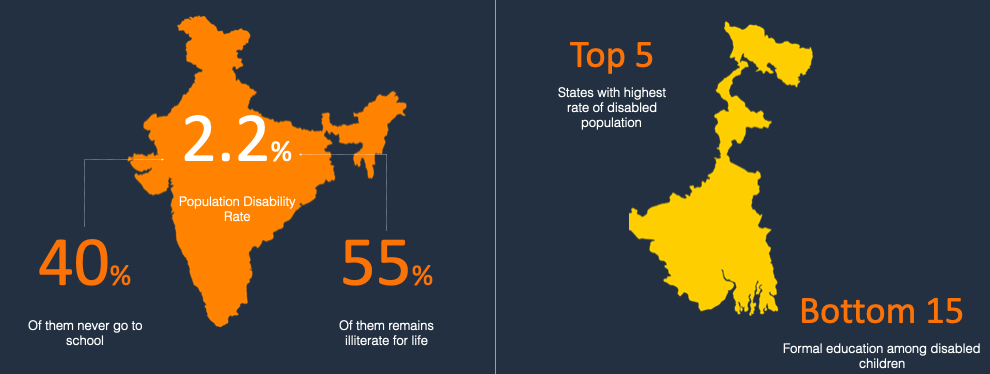 2.2%
Population Disability
Rate
40%
Of them never go to
school
55%
Of them remains
illiterate for life
Top 5
States with highest
rate of disabled
population
Bottom 15
Formal education among disabled
children